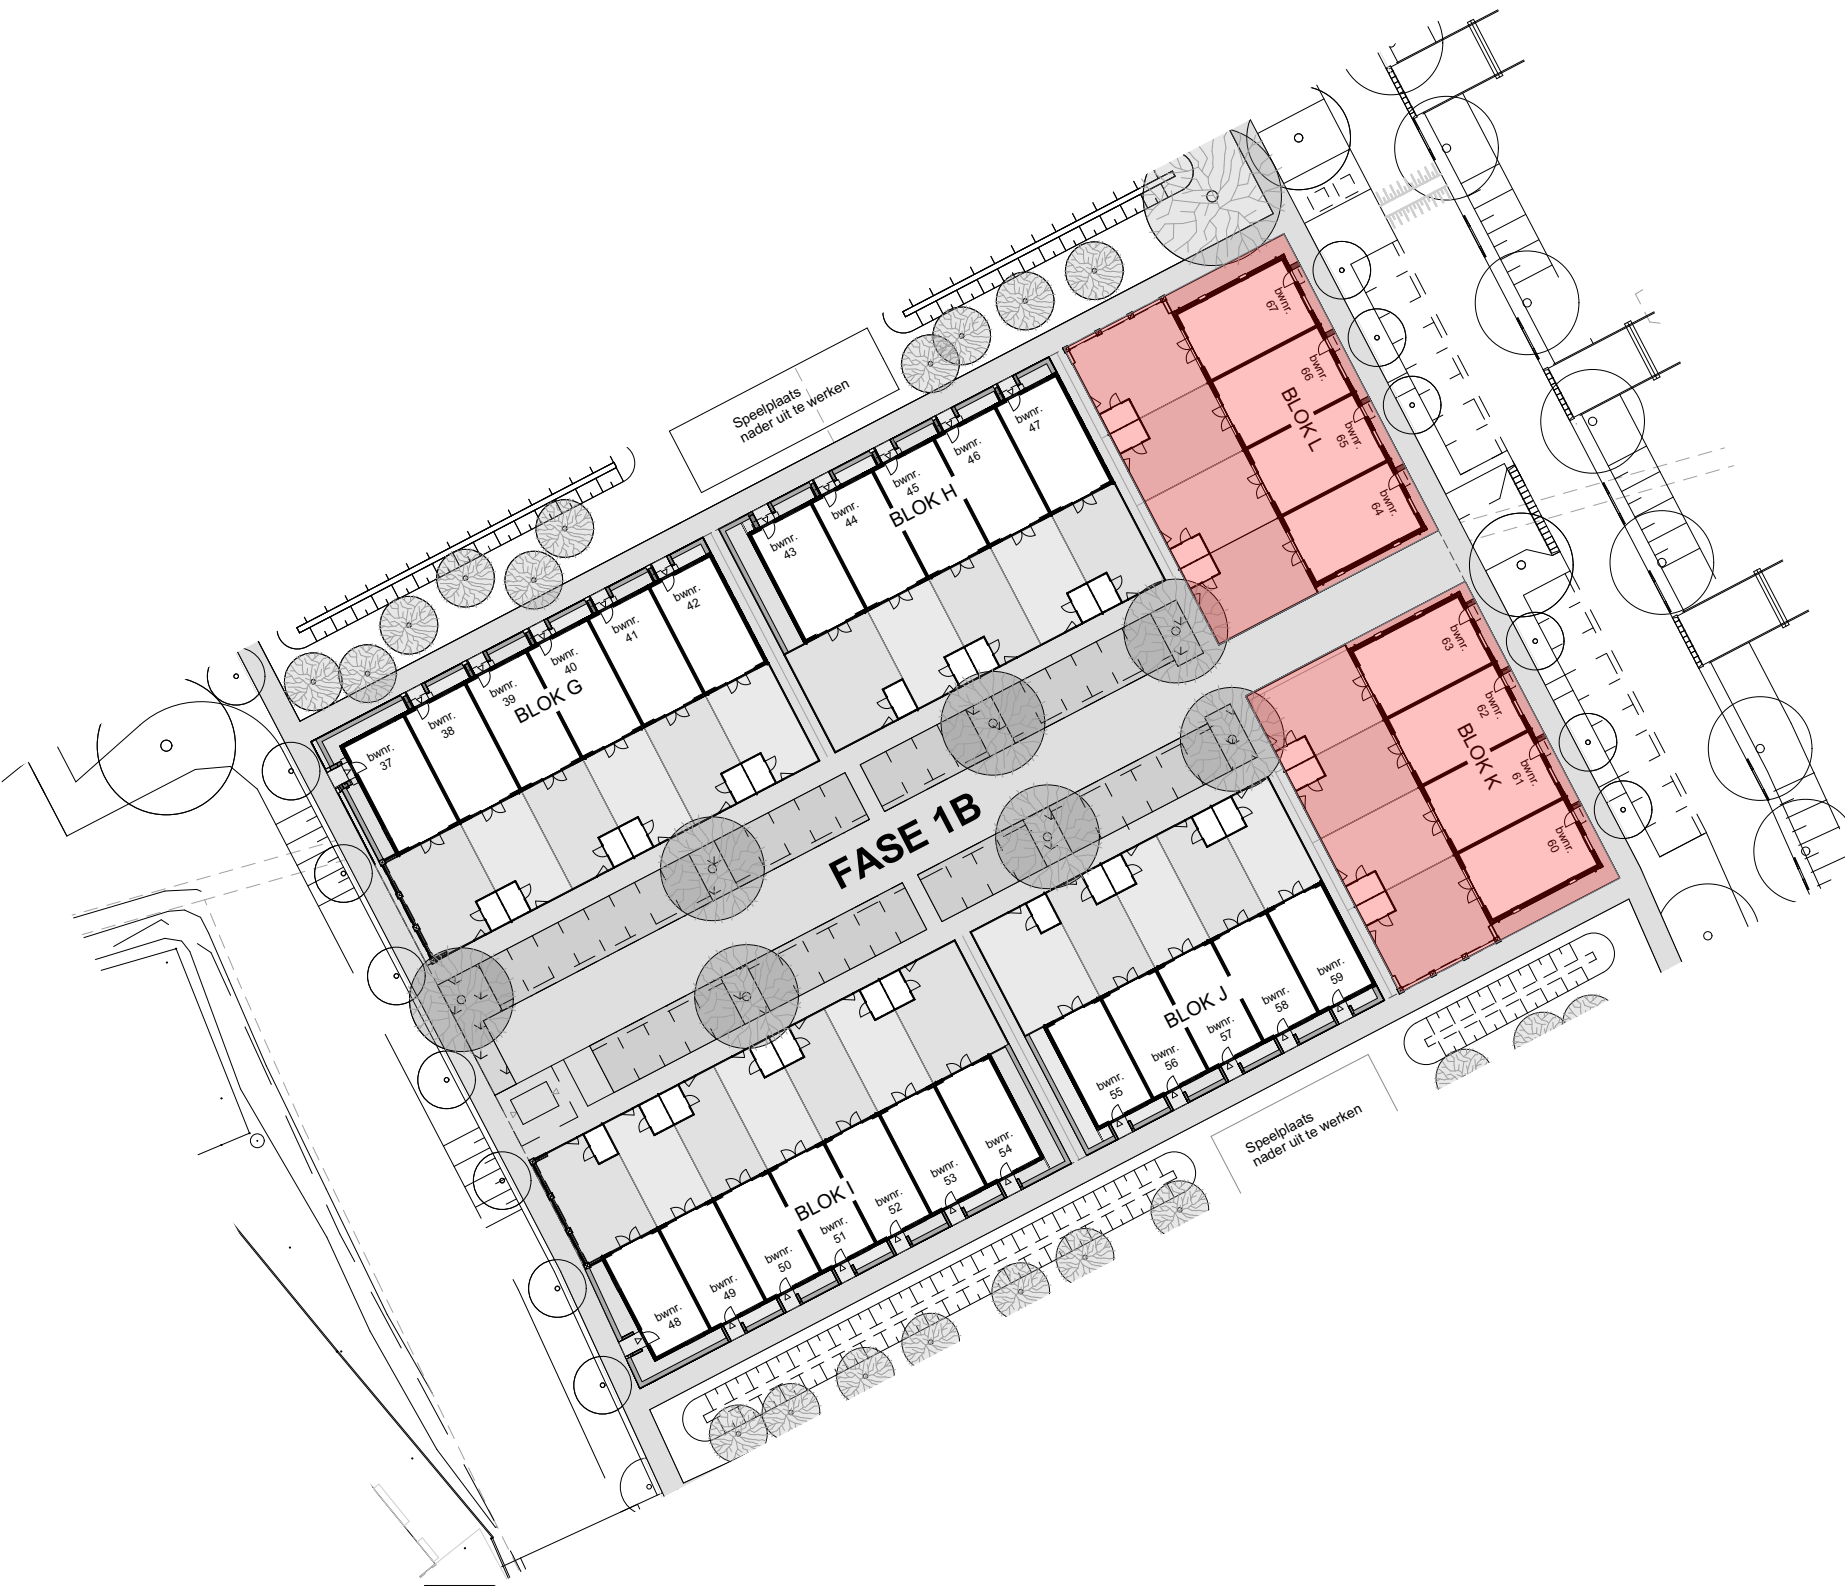 Speelplaats
nader uit te werken
bwnr.
37
bwnr.
38
bwnr.
39
bwnr.
40
bwnr.
41
bwnr.
42
BLOK G
bwnr.
43
bwnr.
44
bwnr.
45
bwnr.
46
bwnr.
47
BLOK H
bwnr.
67
bwnr.
66
bwnr.
65
bwnr.
64
BLOK L
FASE 1B
bwnr.
63
bwnr.
62
bwnr.
61
bwnr.
60
BLOK K
bwnr.
48
bwnr.
49
bwnr.
50
bwnr.
51
bwnr.
52
bwnr.
53
bwnr.
54
BLOK I
bwnr.
55
bwnr.
56
bwnr.
57
bwnr.
58
bwnr.
59
BLOK J
Speelplaats
nader uit te werken